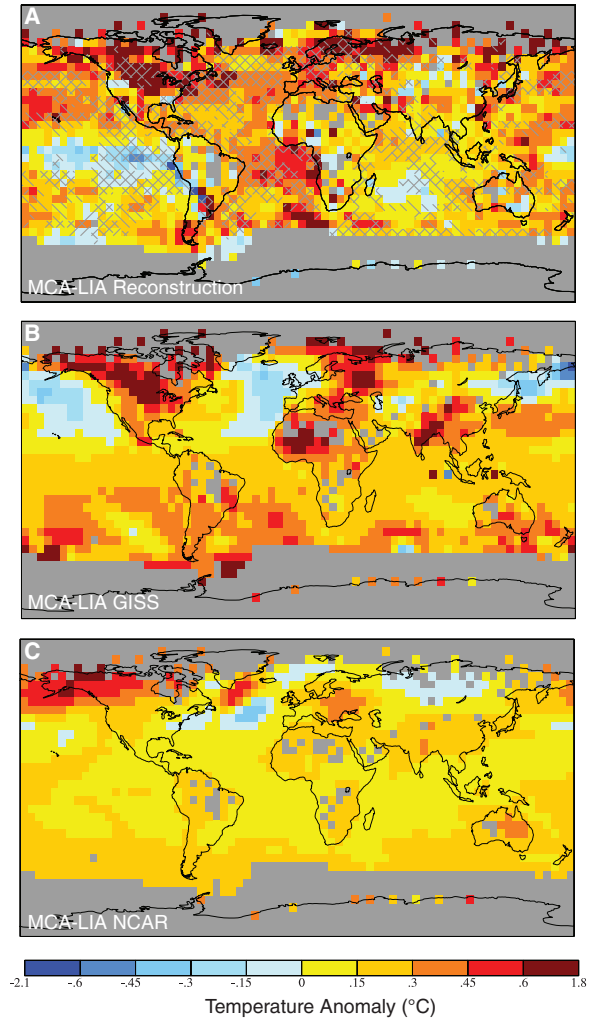 A
MCA-LIA Reconstruction
B
MCA-LIA GISS
C
MCA-LIA NCAR
-2.1 -.6 -.45 -.3 -.15 0 .15 .3 .45 .6 1.8
Temperature Anomaly (°C)